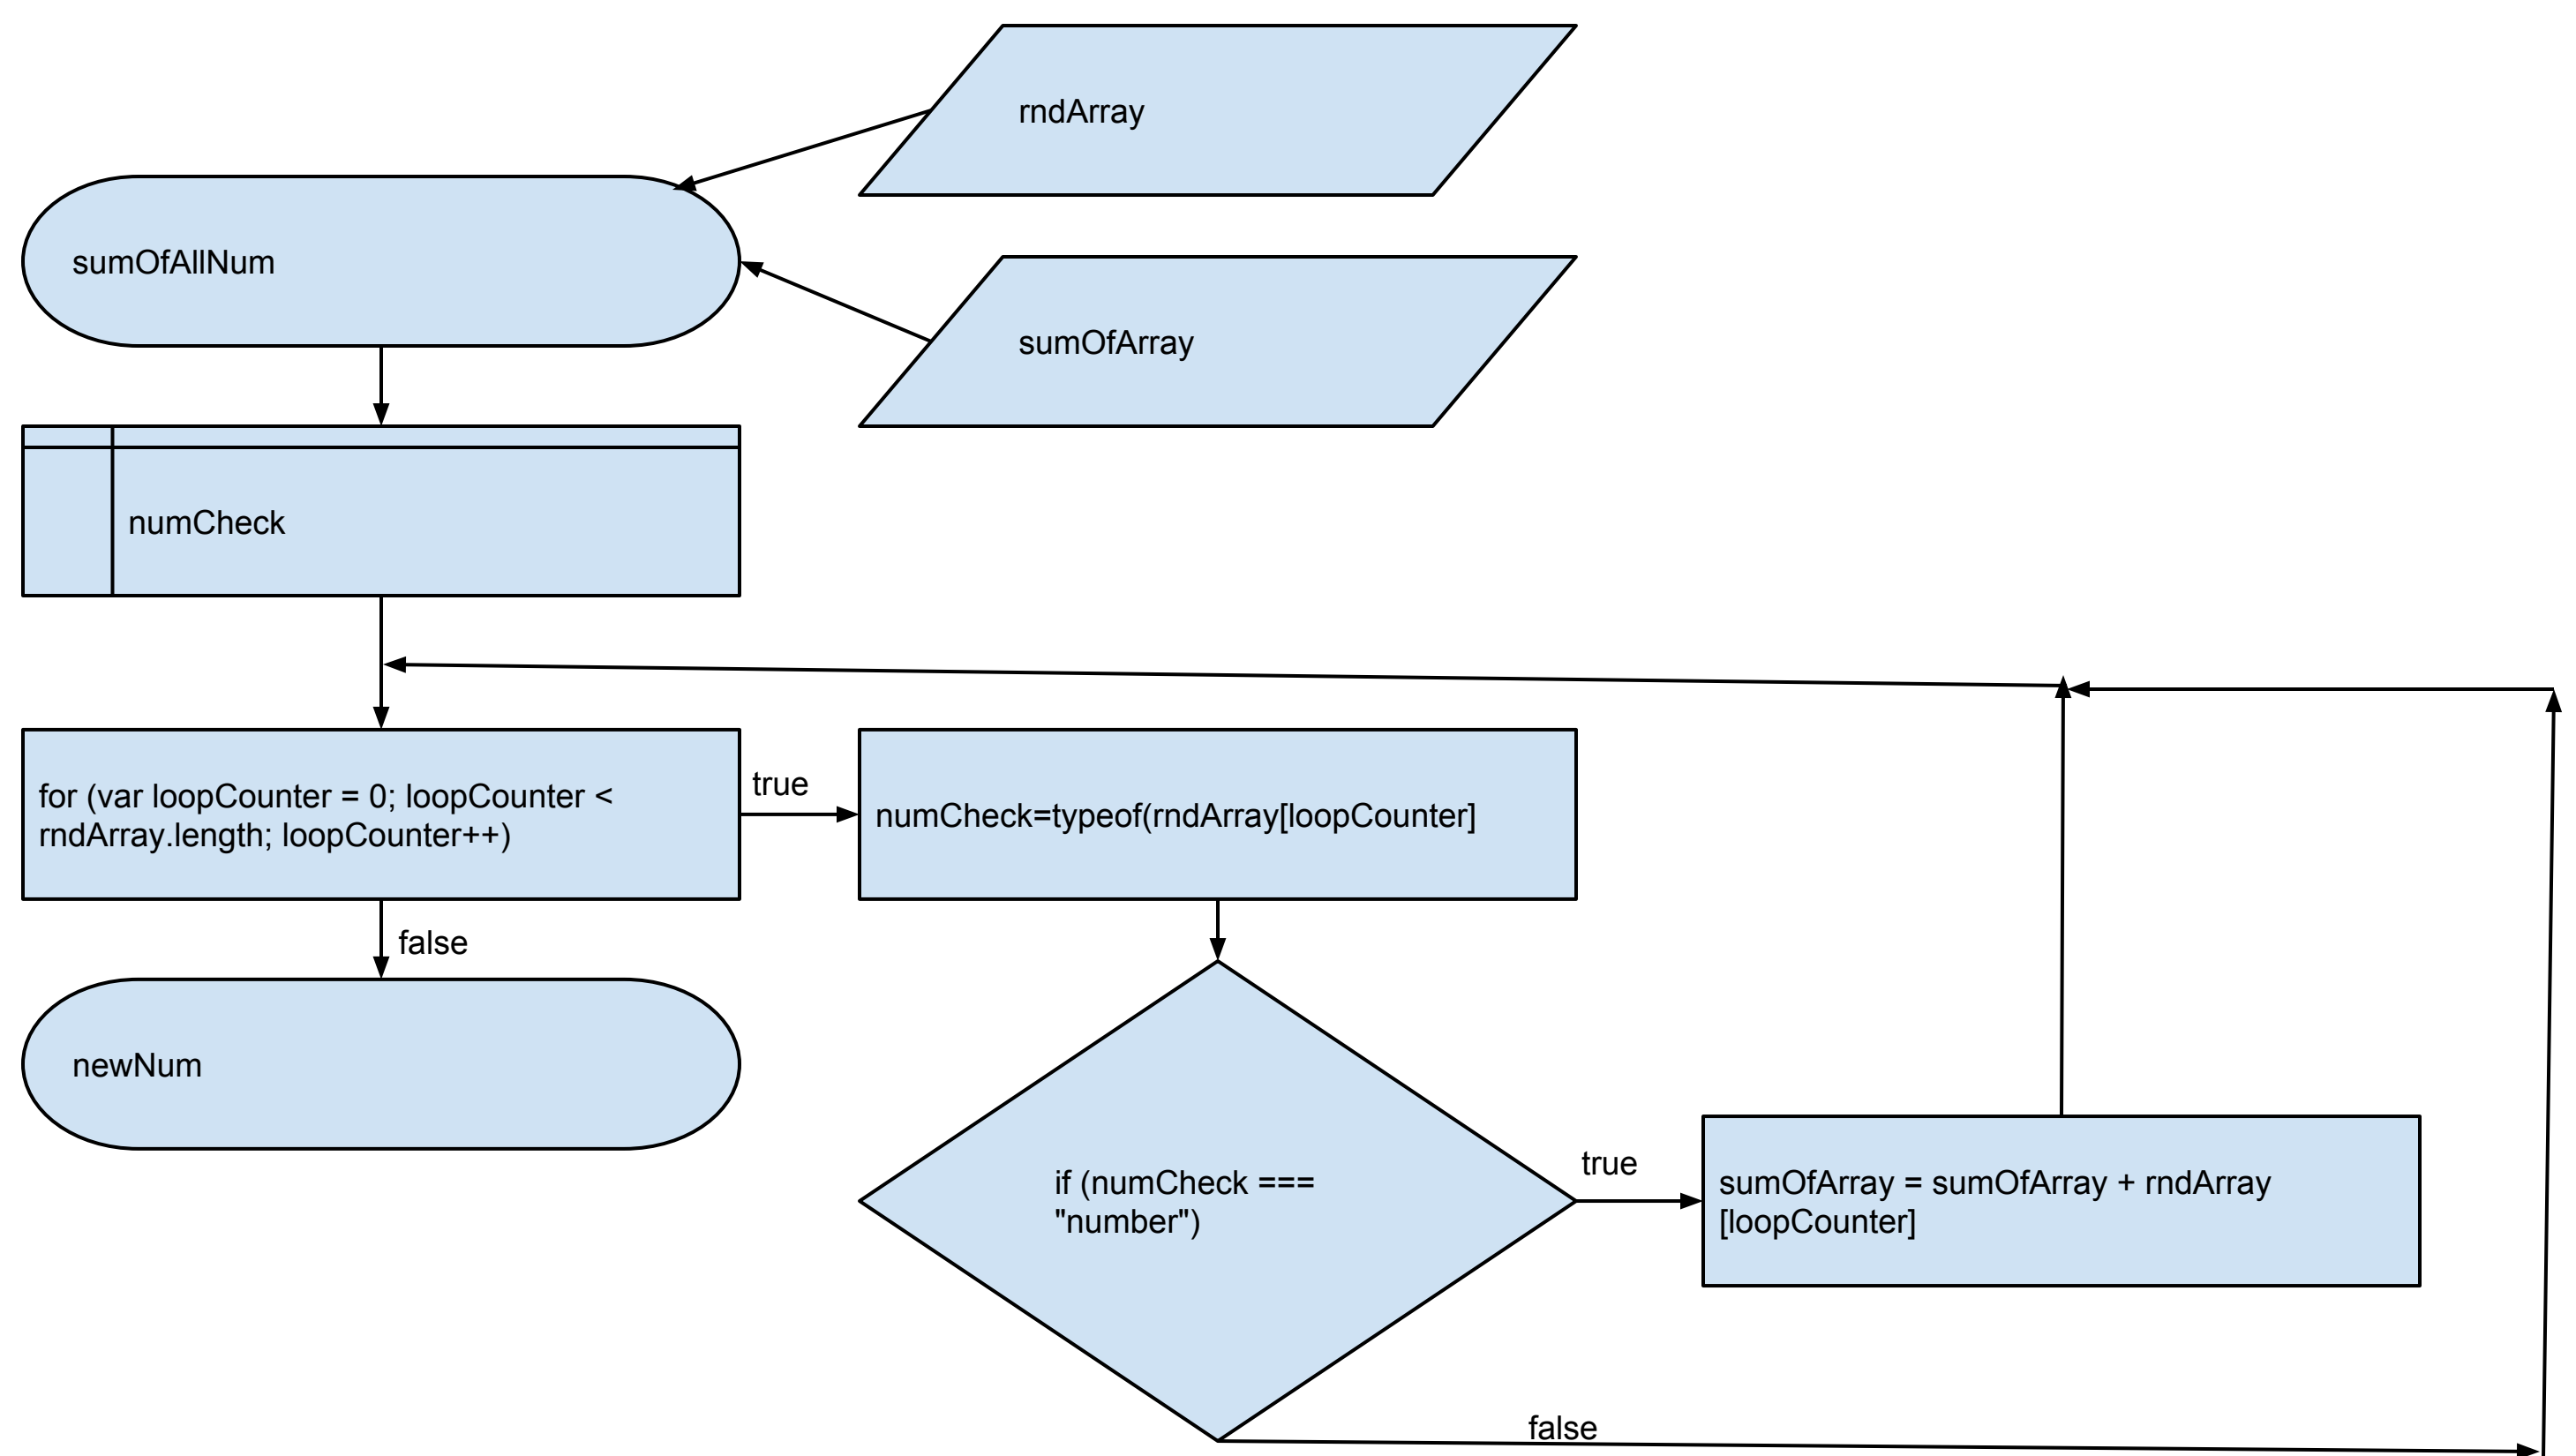 rndArray
sumOfAllNum
sumOfArray
numCheck
for (var loopCounter = 0; loopCounter <
rndArray.length; loopCounter++)
true
numCheck=typeof(rndArray[loopCounter]
false
newNum
if (numCheck ===
"number")
true
sumOfArray = sumOfArray + rndArray
[loopCounter]
false